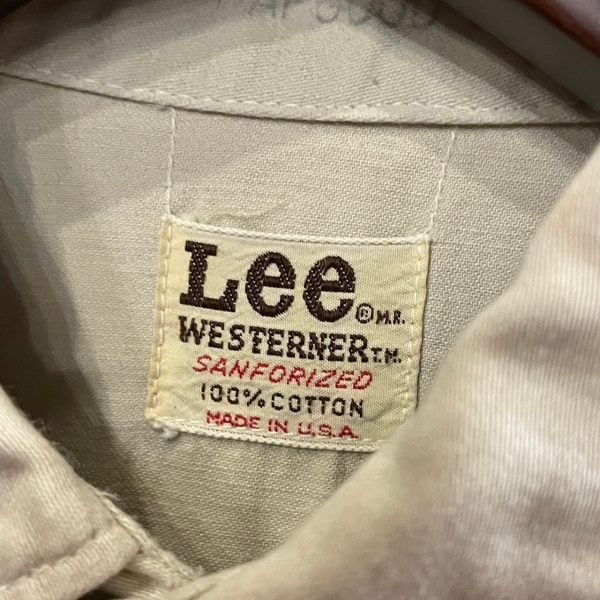 Lee ® M.R.
WESTERNER T.M.
SANFORIZED
100% COTTON
MADE IN U.S.A.